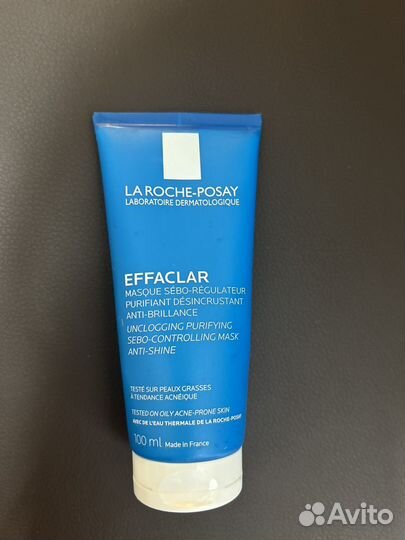 LA ROCHE-POSAY
LABORATOIRE DERMATOLOGIQUE
EFFACLAR
MASQUE SÉBO-RÉGULATEUR
PURIFIANT DÉSINCRUSTANT
ANTI-BRILLANCE
UNCLOGGING PURIFYING
SEBO-CONTROLLING MASK
ANTI-SHINE
TESTÉ SUR PEAUX GRASSES
À TENDANCE ACNÉIQUE
TESTED ON OILY ACNE-PRONE SKIN
AVEC DE L'EAU THERMALE DE LA ROCHE-POSAY
100 ml Made in France
Avito